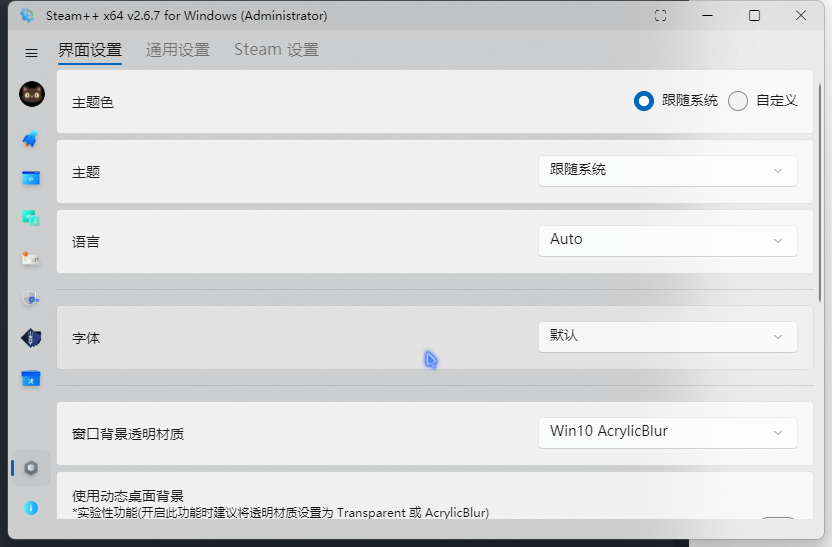 Steam++ x64 v2.6.7 for Windows (Administrator)
界面设置 通用设置 Steam 设置
主题色 跟随系统 自定义
主题 跟随系统
语言 Auto
字体 默认
窗口背景透明材质 Win10 AcrylicBlur
使用动态桌面背景
*实验性功能(开启此功能时建议将透明材质设置为 Transparent 或 AcrylicBlur)